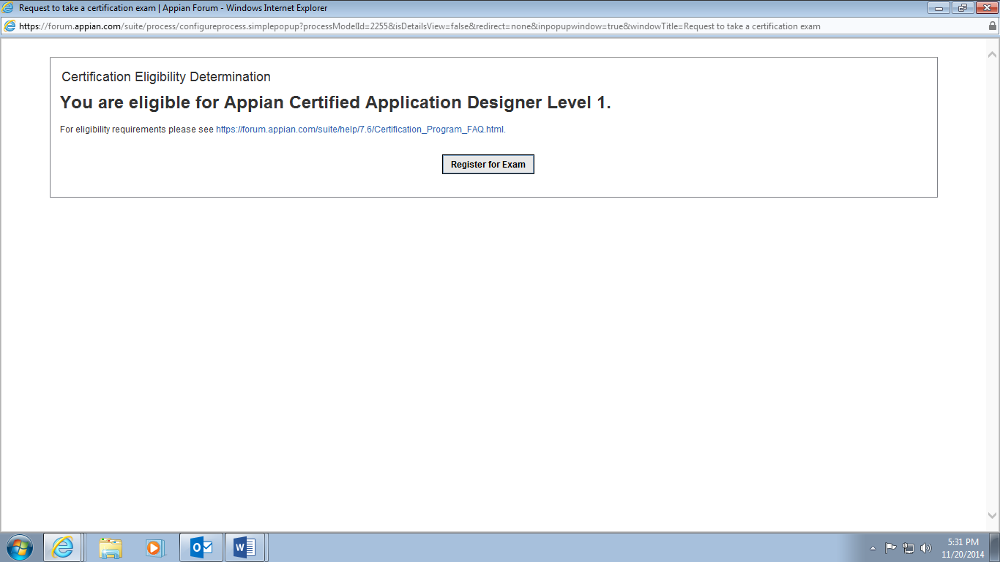 Request to take a certification exam | Appian Forum - Windows Internet Explorer
https://forum.appian.com/suite/process/configureprocess.simplepopup?processModelId=2255&isDetailsView=false&redirect=none&inpopupwindow=true&windowTitle=Request to take a certification exam
Certification Eligibility Determination
You are eligible for Appian Certified Application Designer Level 1.
For eligibility requirements please see https://forum.appian.com/suite/help/7.6/Certification_Program_FAQ.html.
Register for Exam
5:31 PM
11/20/2014